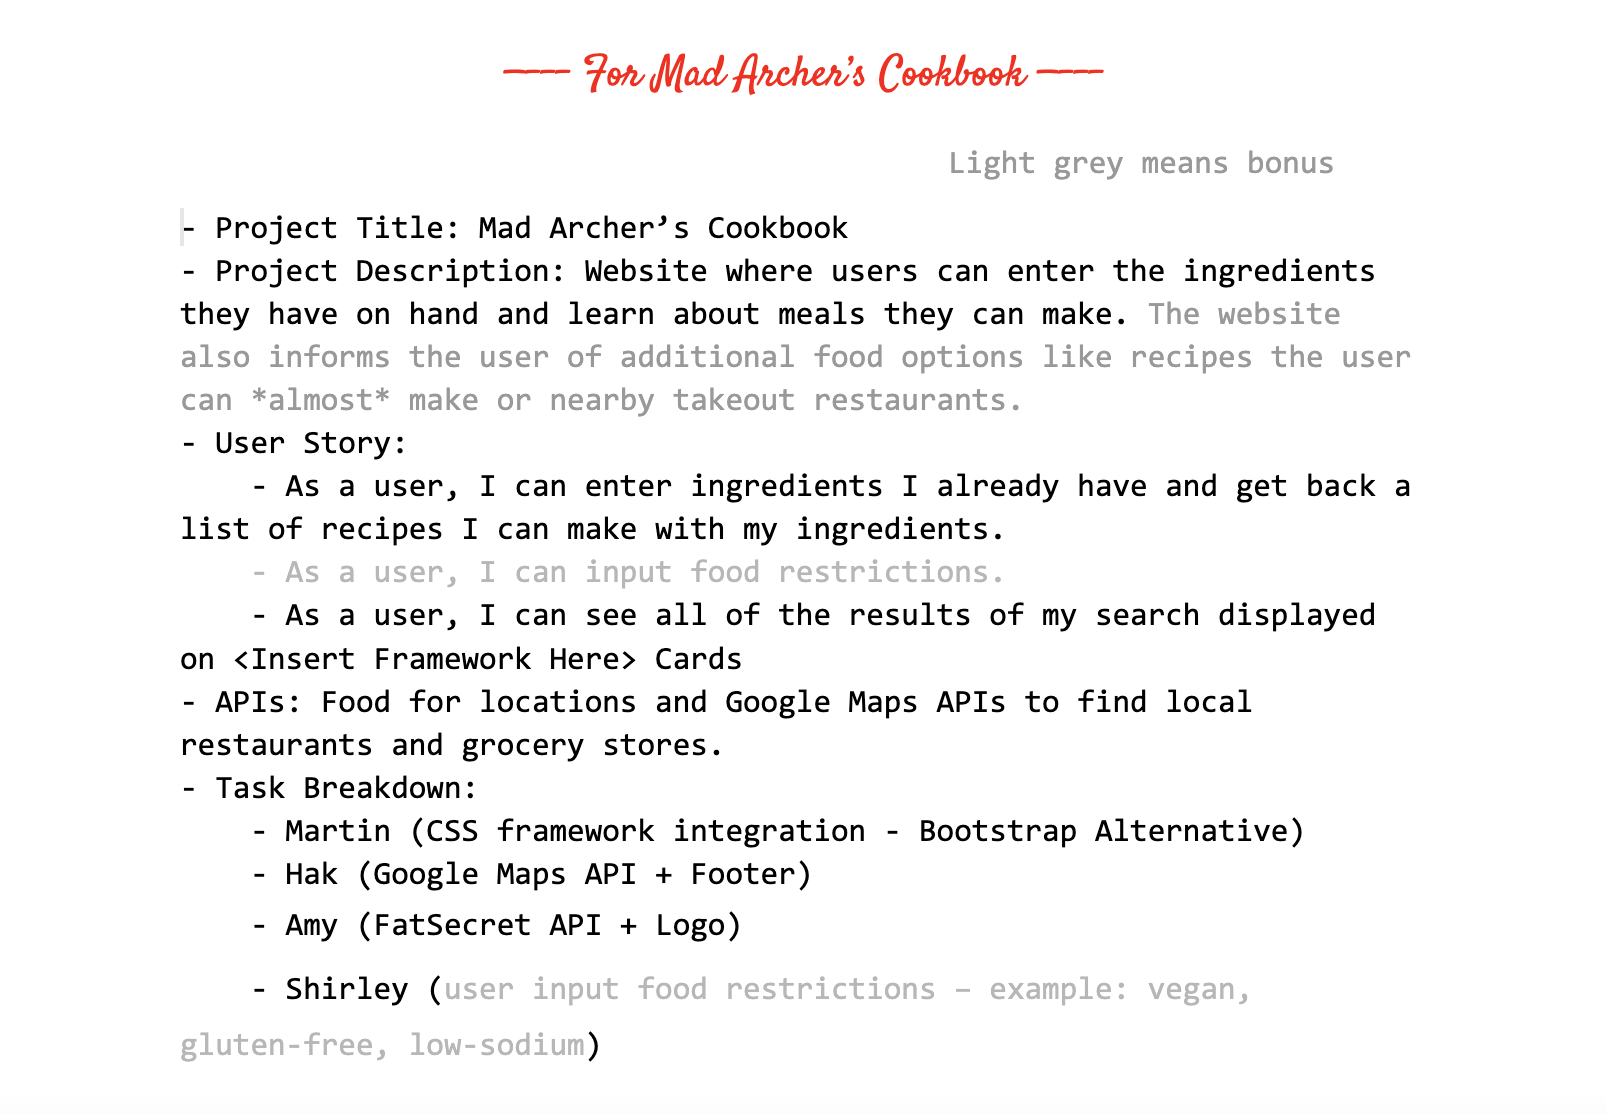 ---- For Mad Archer’s Cookbook ----
Light grey means bonus
- Project Title: Mad Archer’s Cookbook
- Project Description: Website where users can enter the ingredients
they have on hand and learn about meals they can make. The website
also informs the user of additional food options like recipes the user
can *almost* make or nearby takeout restaurants.
- User Story:
    - As a user, I can enter ingredients I already have and get back a
list of recipes I can make with my ingredients.
    - As a user, I can input food restrictions.
    - As a user, I can see all of the results of my search displayed
on <Insert Framework Here> Cards
- APIs: Food for locations and Google Maps APIs to find local
restaurants and grocery stores.
- Task Breakdown:
    - Martin (CSS framework integration - Bootstrap Alternative)
    - Hak (Google Maps API + Footer)
    - Amy (FatSecret API + Logo)
    - Shirley (user input food restrictions – example: vegan,
gluten-free, low-sodium)